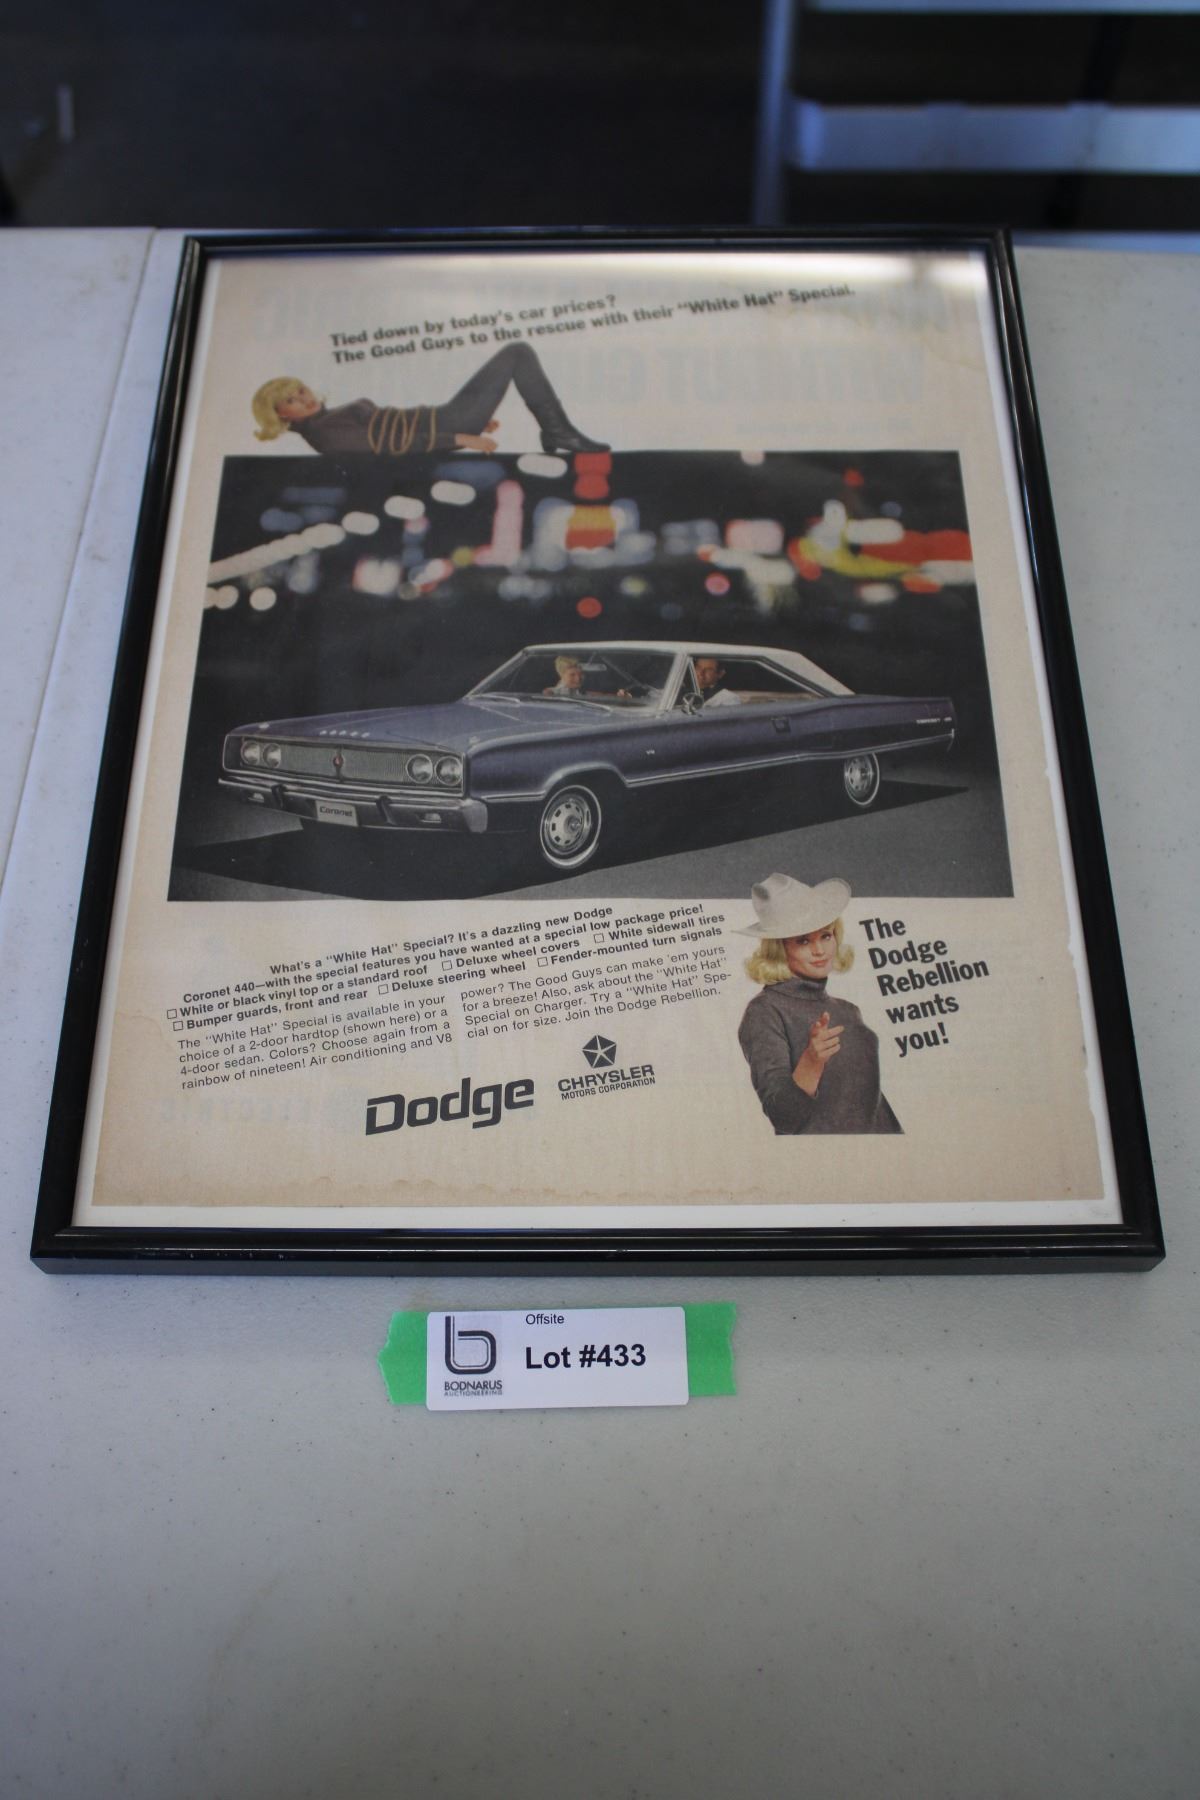 Tied down by today's car prices?
The Good Guys to the rescue with their "White Hat" Special.
DODGE
V8
Coronet
What's a "White Hat" Special? It's a dazzling new Dodge
Coronet 440—with the special features you have wanted at a special low package price!
☐ White or black vinyl top or a standard roof ☐ Deluxe wheel covers ☐ White sidewall tires
☐ Bumper guards, front and rear ☐ Deluxe steering wheel ☐ Fender-mounted turn signals
The "White Hat" Special is available in your
choice of a 2-door hardtop (shown here) or a
4-door sedan. Colors? Choose again from a
rainbow of nineteen! Air conditioning and V8
power? The Good Guys can make 'em yours
for a breeze! Also, ask about the "White Hat"
Special on Charger. Try a "White Hat" Spe-
cial on for size. Join the Dodge Rebellion.
The
Dodge
Rebellion
wants
you!
Dodge
CHRYSLER
MOTORS CORPORATION
Offsite
Lot #433
b
BODNARUS
AUCTIONEERING